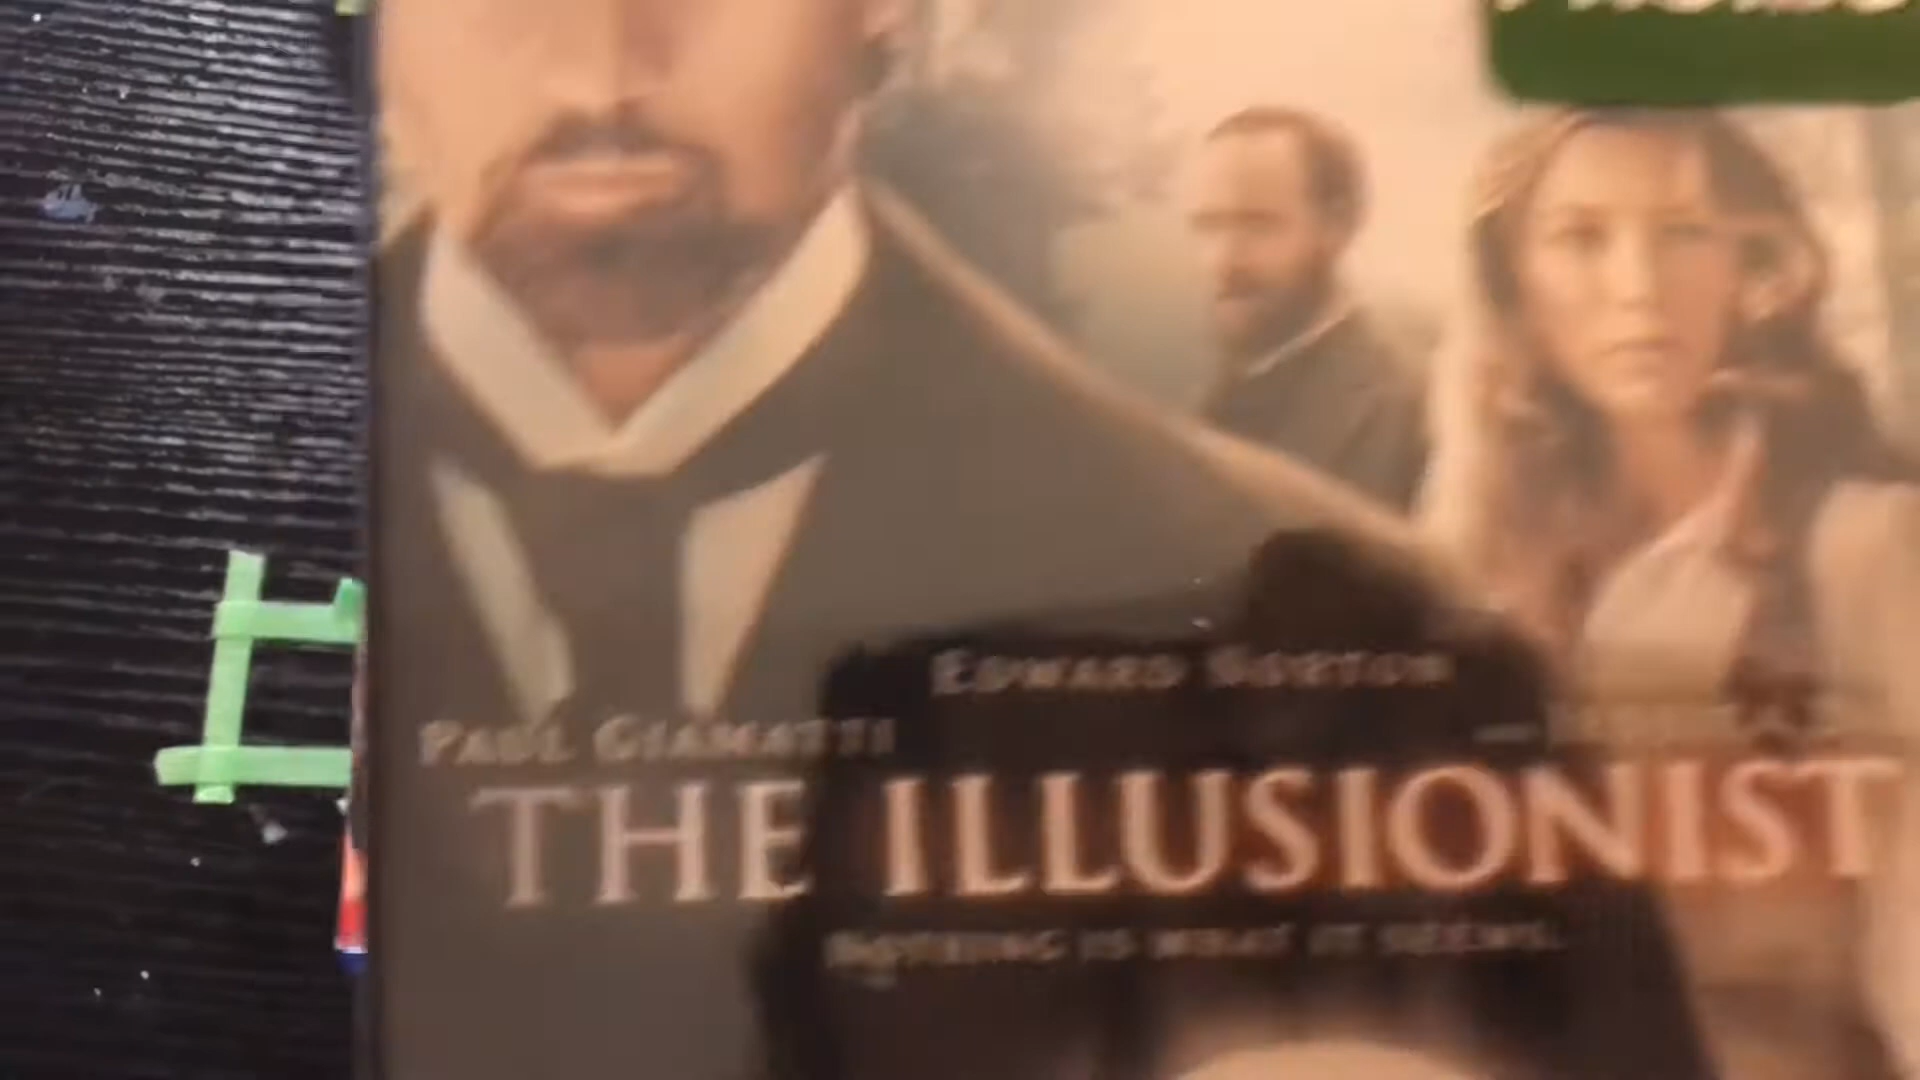 EDWARD NORTON
PAUL GIAMATTI
THE ILLUSIONIST
NOTHING IS WHAT IT SEEMS.